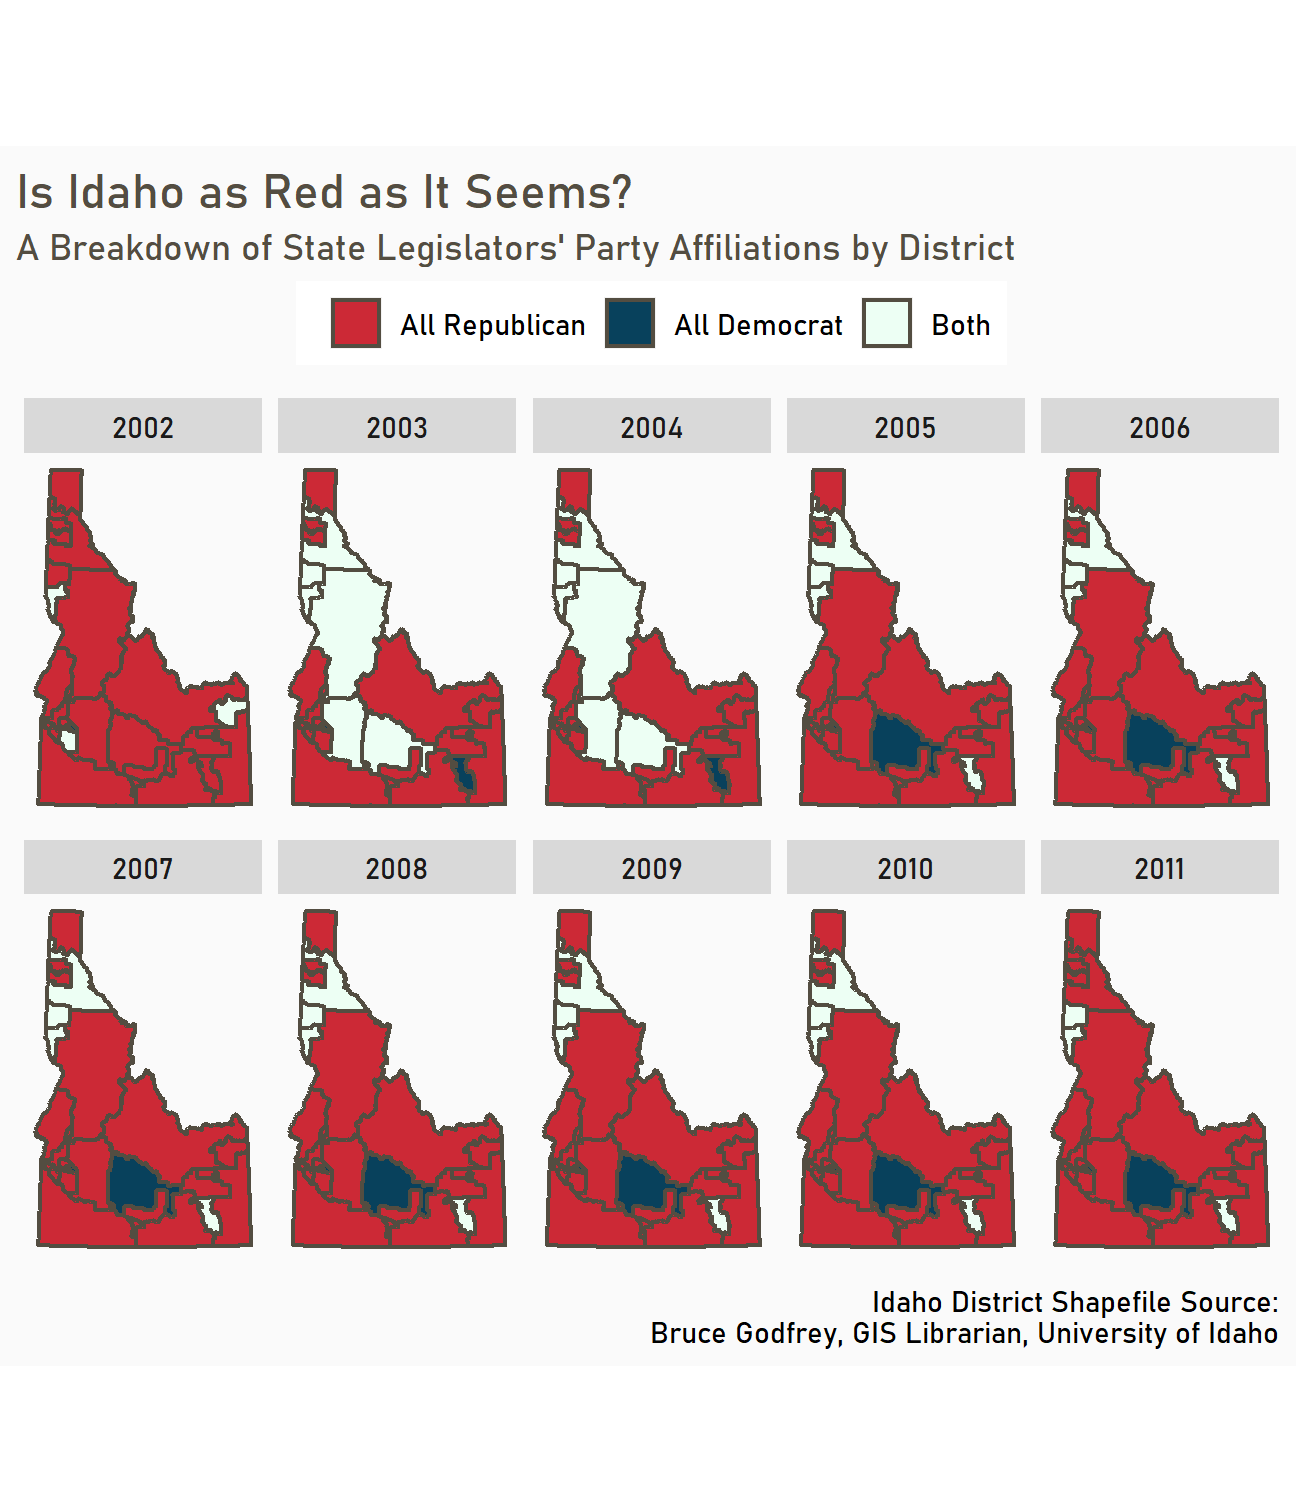 Is Idaho as Red as It Seems?
A Breakdown of State Legislators' Party Affiliations by District
All Republican All Democrat Both
2002 2003 2004 2005 2006
2007 2008 2009 2010 2011
Idaho District Shapefile Source:
Bruce Godfrey, GIS Librarian, University of Idaho